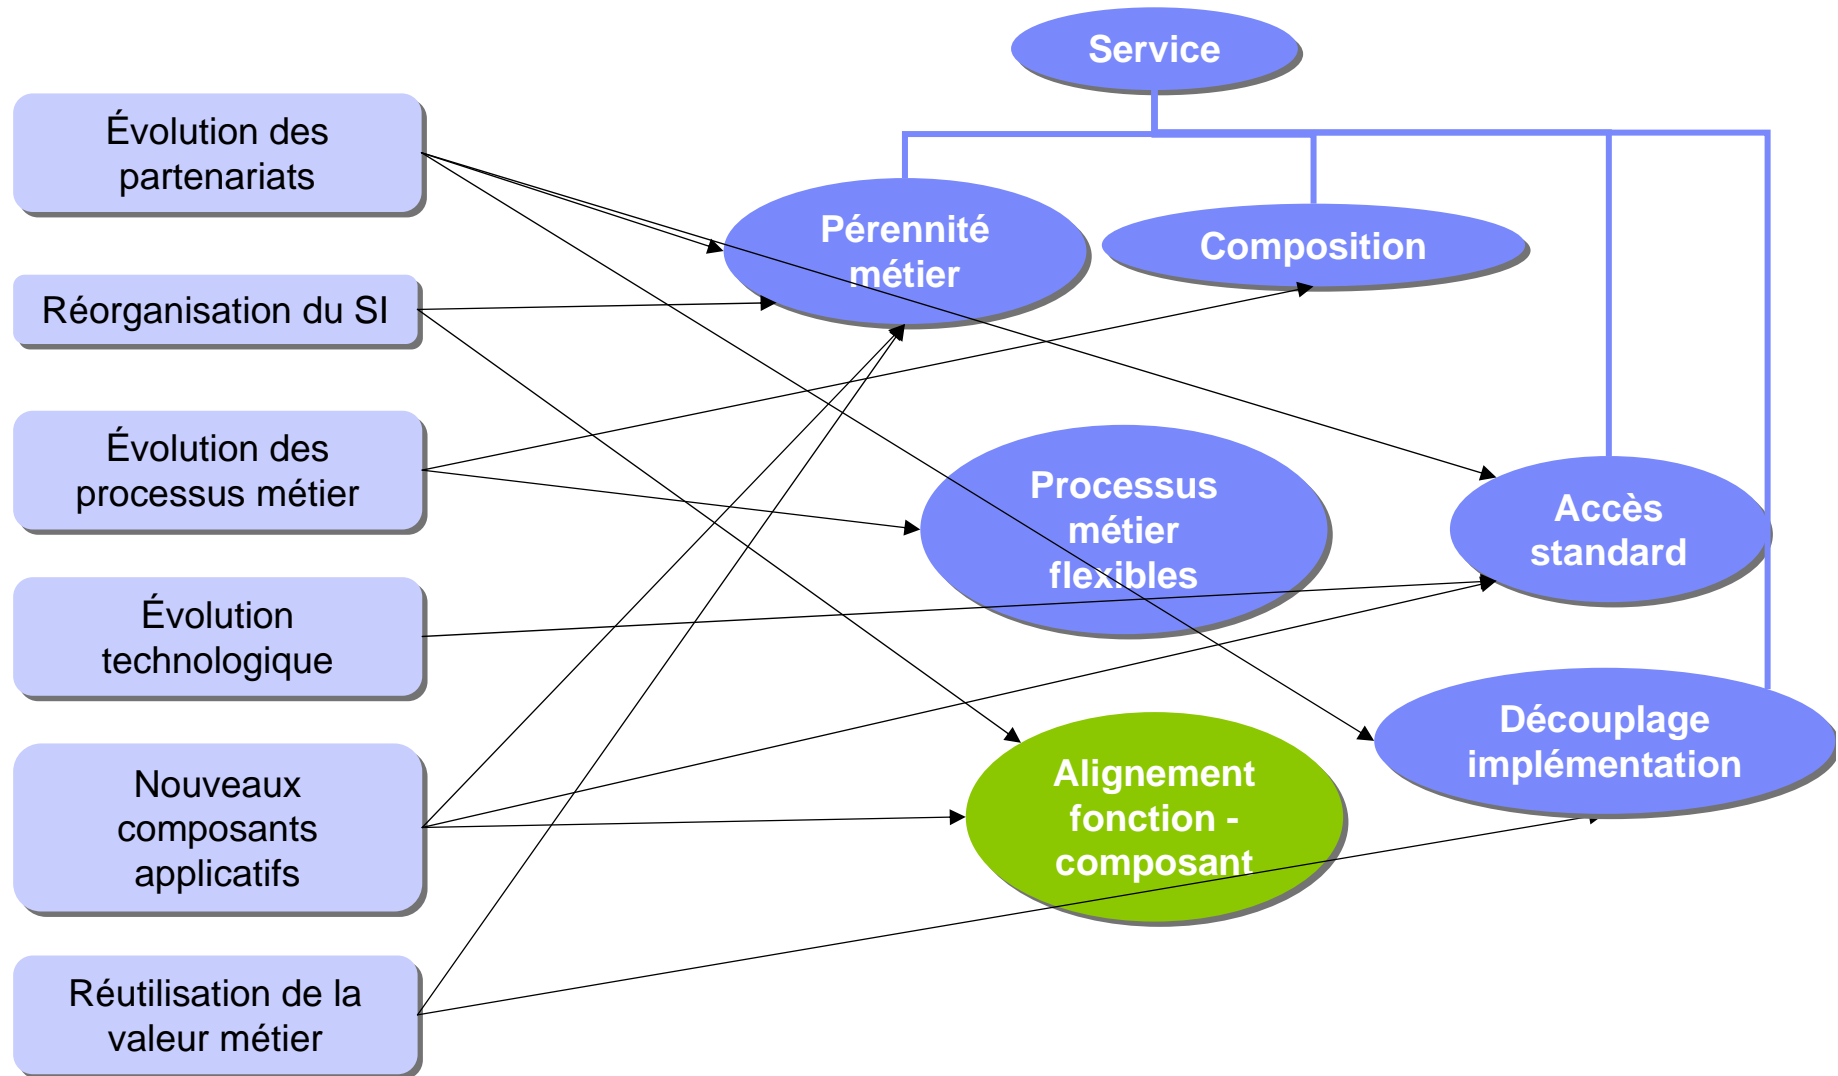 Service
Évolution des
partenariats
Réorganisation du SI
Évolution des
processus métier
Évolution
technologique
Nouveaux
composants
applicatifs
Réutilisation de la
valeur métier
Pérennité
métier
Composition
Processus
métier
flexibles
Accès
standard
Alignement
fonction -
composant
Découplage
implémentation